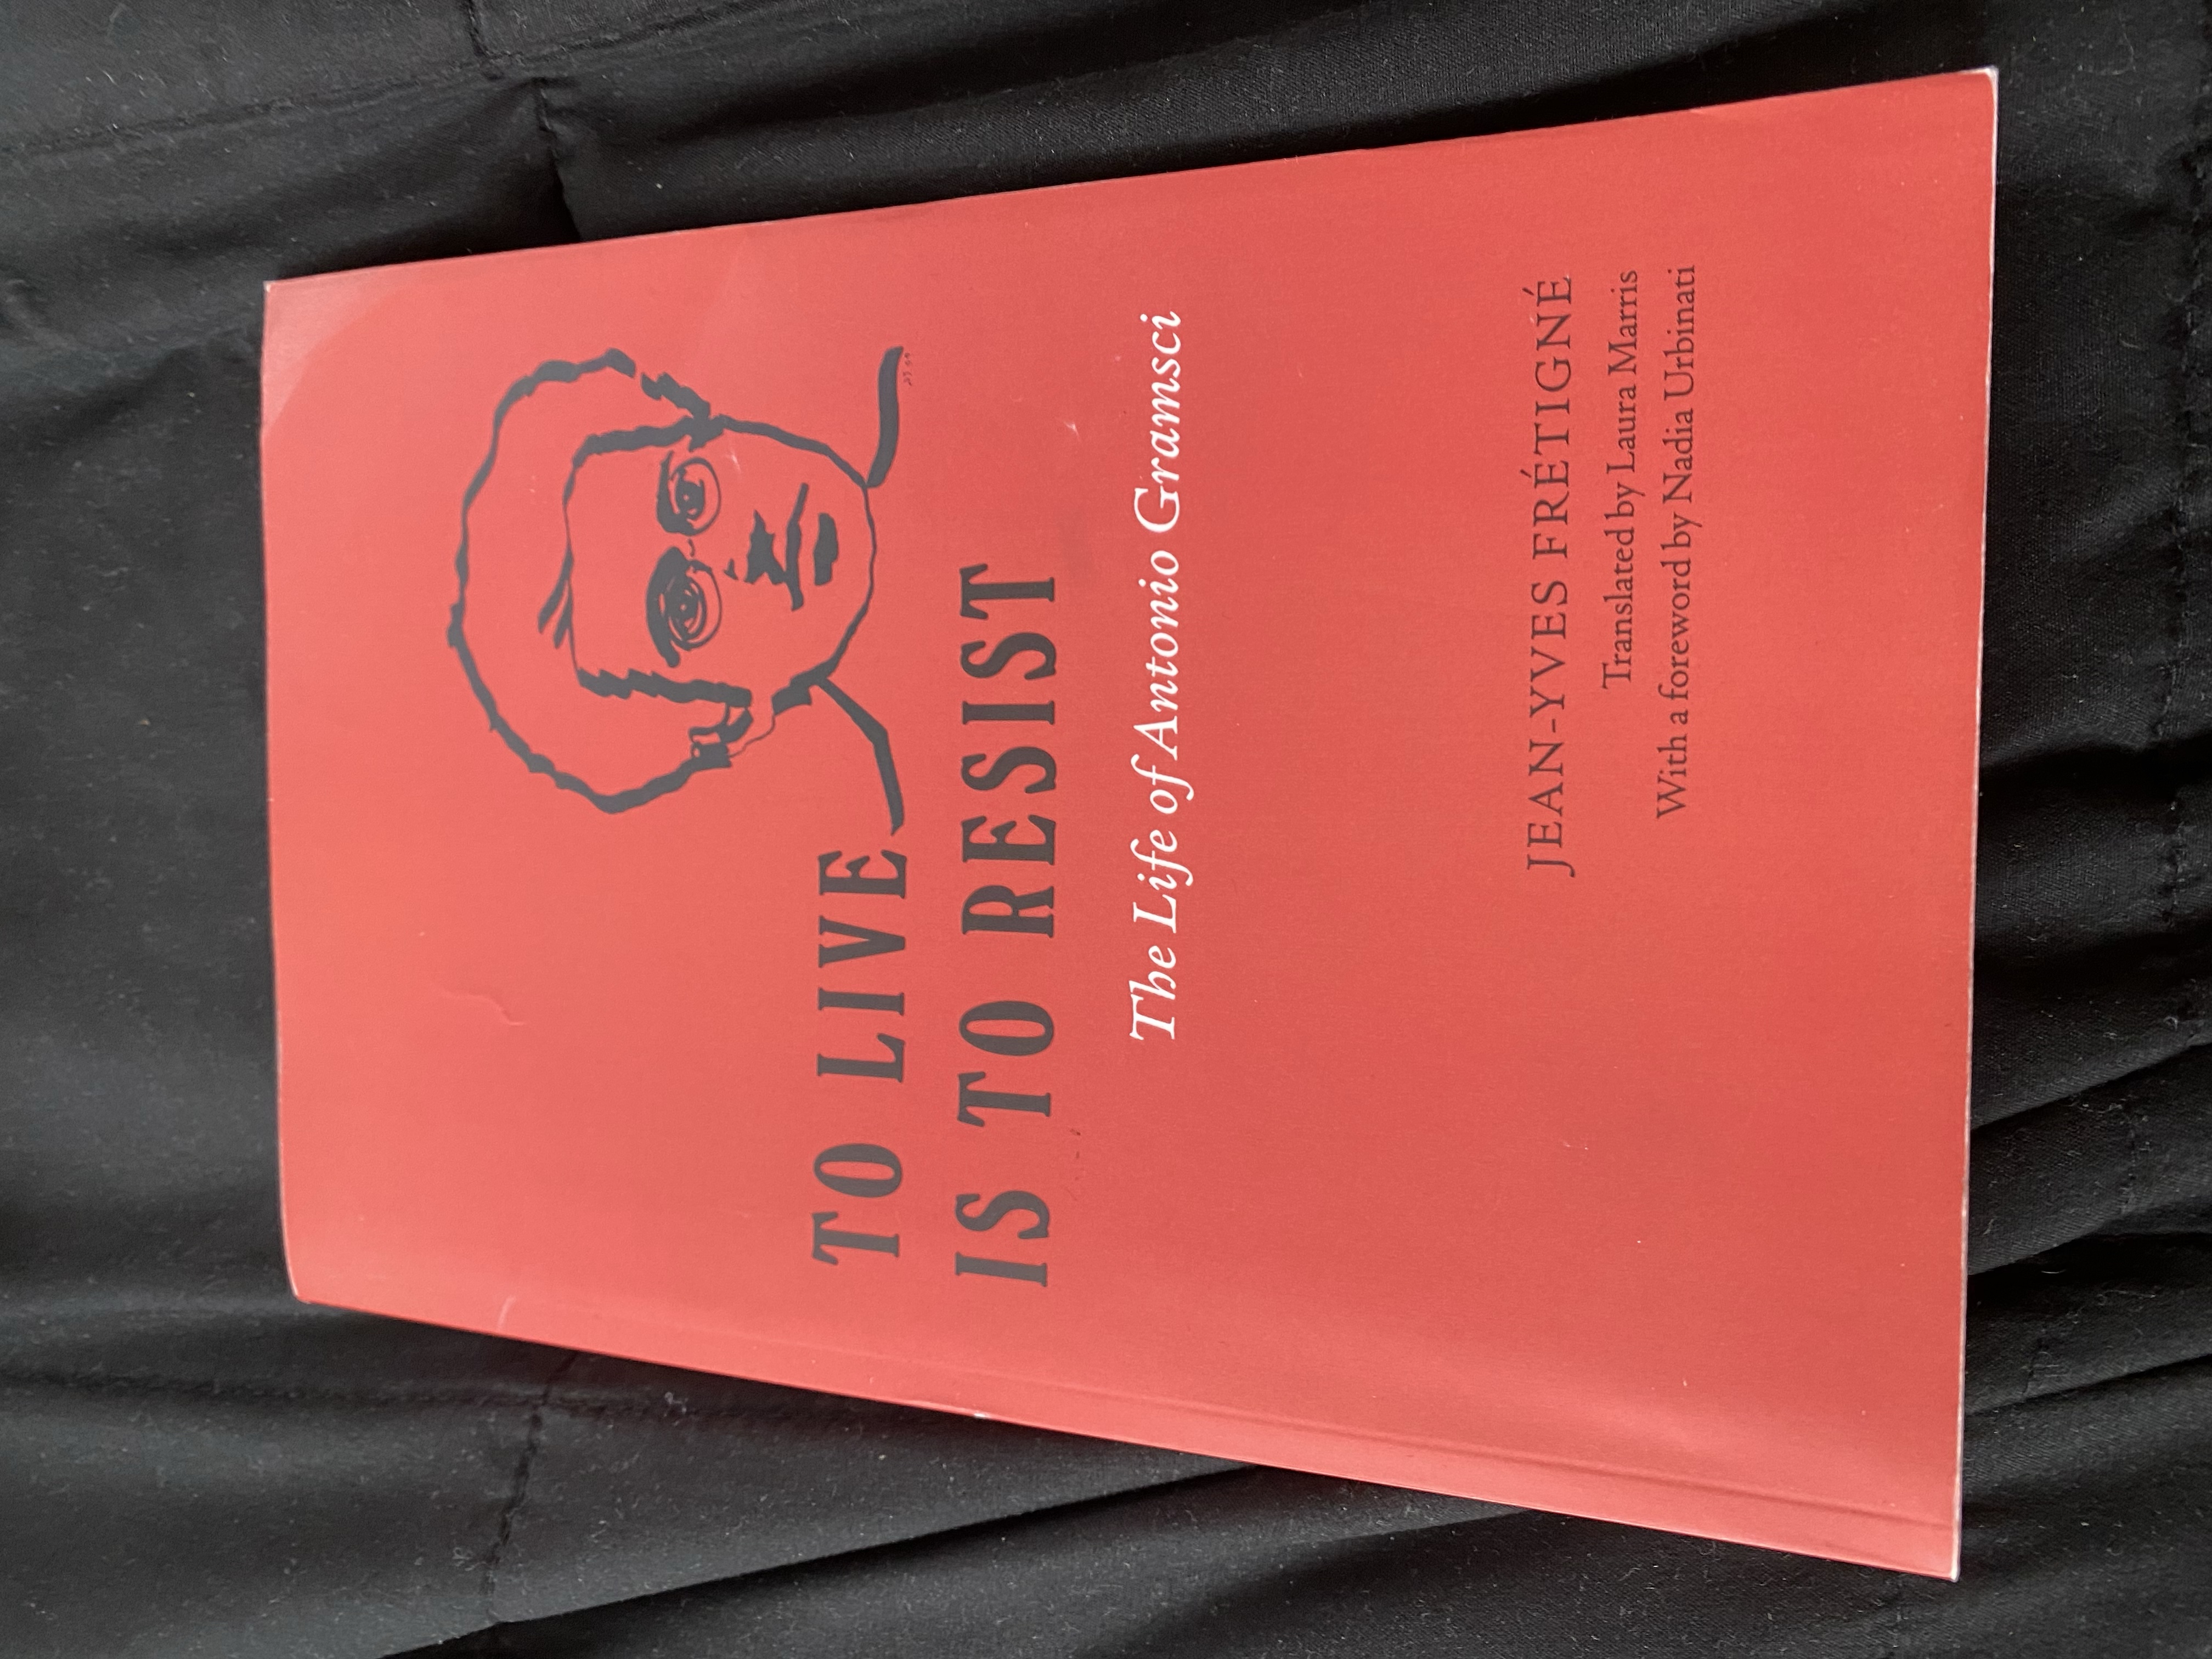 TO LIVE
IS TO RESIST
The Life of Antonio Gramsci
JEAN-YVES FRÉTIGNÉ
Translated by Laura Marris
With a foreword by Nadia Urbinati